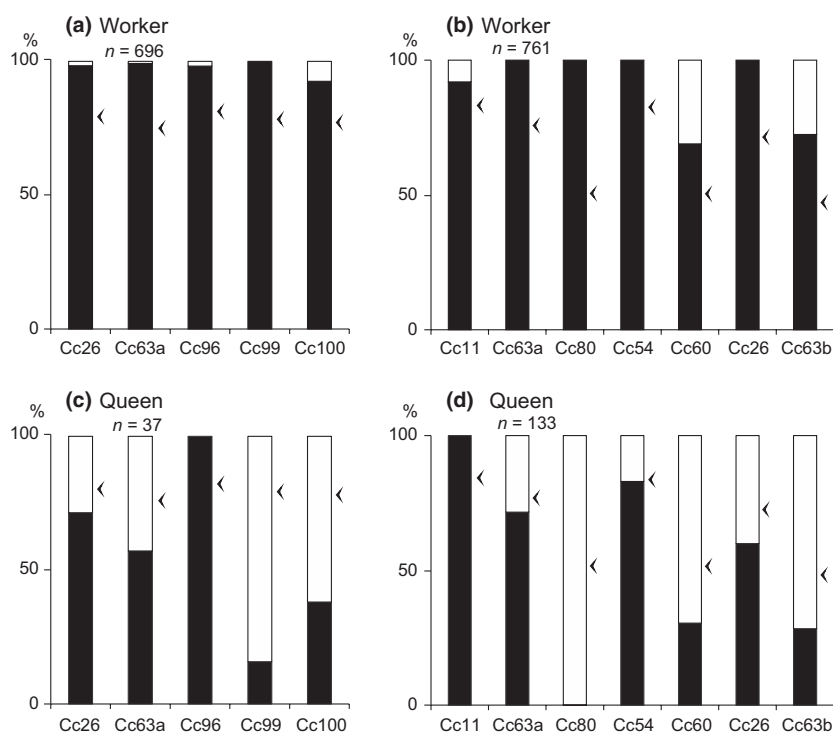 (a) Worker
n = 696
%
100
50
0
Cc26 Cc63a Cc96 Cc99 Cc100
(b) Worker
n = 761
%
100
50
0
Cc11 Cc63a Cc80 Cc54 Cc60 Cc26 Cc63b
(c) Queen
n = 37
%
100
50
0
Cc26 Cc63a Cc96 Cc99 Cc100
(d) Queen
n = 133
%
100
50
0
Cc11 Cc63a Cc80 Cc54 Cc60 Cc26 Cc63b